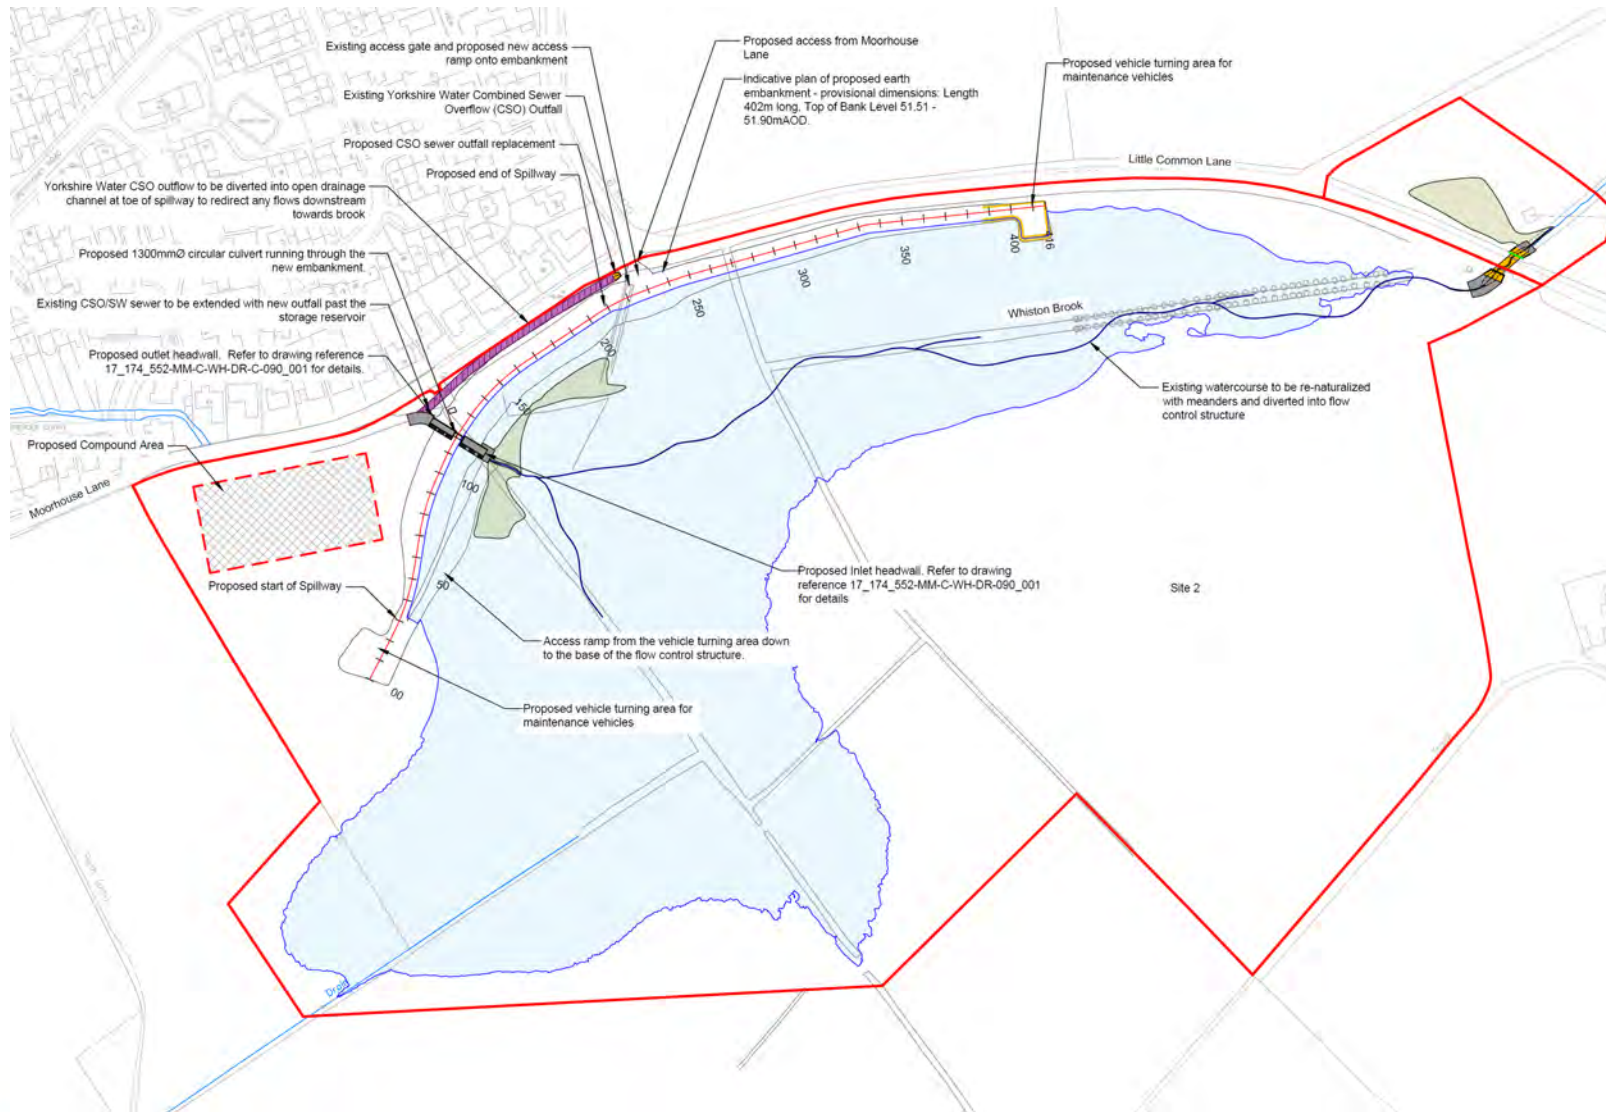 Existing access gate and proposed new access
ramp onto embankment
Existing Yorkshire Water Combined Sewer
Overflow (CSO) Outfall
Proposed CSO sewer outfall replacement
Proposed end of Spillway
Yorkshire Water CSO outflow to be diverted into open drainage
channel at toe of spillway to redirect any flows downstream
towards brook
Proposed 1300mmØ circular culvert running through the
new embankment.
Existing CSO/SW sewer to be extended with new outfall past the
storage reservoir
Proposed outlet headwall. Refer to drawing reference
17_174_552-MM-C-WH-DR-C-090_001 for details.
Proposed Compound Area
Moorhouse Lane
Proposed start of Spillway
Proposed access from Moorhouse
Lane
Indicative plan of proposed earth
embankment - provisional dimensions: Length
402m long, Top of Bank Level 51.51 -
51.90mAOD.
Proposed vehicle turning area for
maintenance vehicles
Little Common Lane
Whiston Brook
Existing watercourse to be re-naturalized
with meanders and diverted into flow
control structure
Proposed Inlet headwall. Refer to drawing
reference 17_174_552-MM-C-WH-DR-090_001
for details
Site 2
Access ramp from the vehicle turning area down
to the base of the flow control structure.
Proposed vehicle turning area for
maintenance vehicles
00
50
100
150
200
250
300
350
400
416
Drain